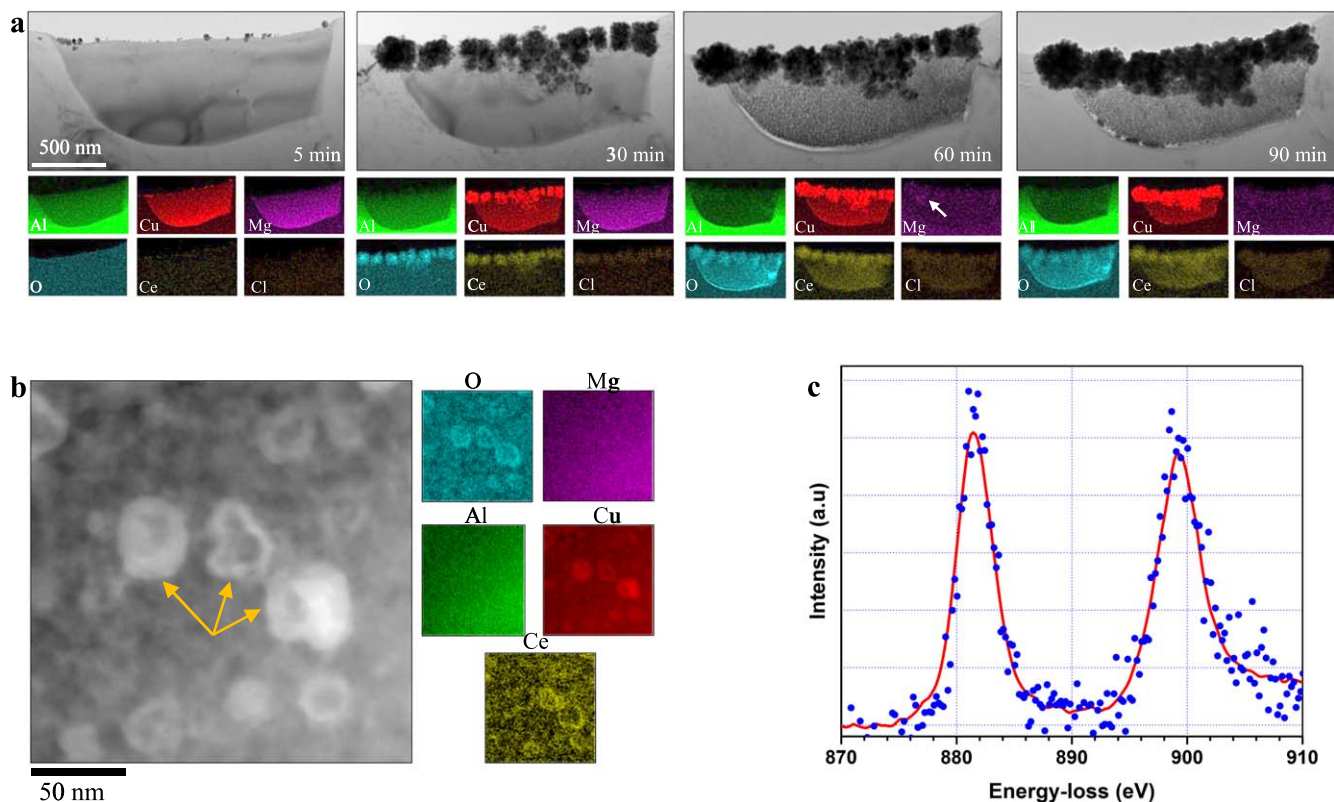 a
500 nm
5 min
30 min
60 min
90 min
Al
Cu
Mg
Al
Cu
Mg
Al
Cu
Mg
Al
Cu
Mg
O
Ce
Cl
O
Ce
Cl
O
Ce
Cl
O
Ce
Cl
b
O
Mg
Al
Cu
Ce
50 nm
c
Intensity (a.u)
870
880
890
900
910
Energy-loss (eV)